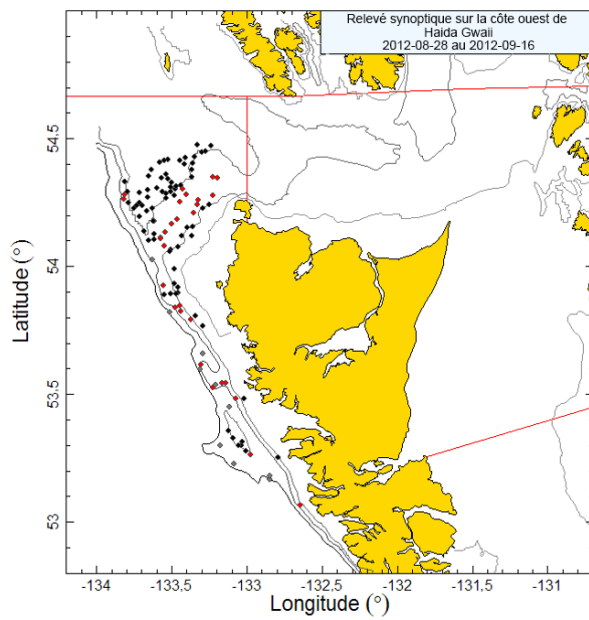 Relevé synoptique sur la côte ouest de
Haida Gwaii
2012-08-28 au 2012-09-16
54.5
54
53.5
53
Latitude (°)
-134 -133.5 -133 -132.5 -132 -131.5 -131
Longitude (°)